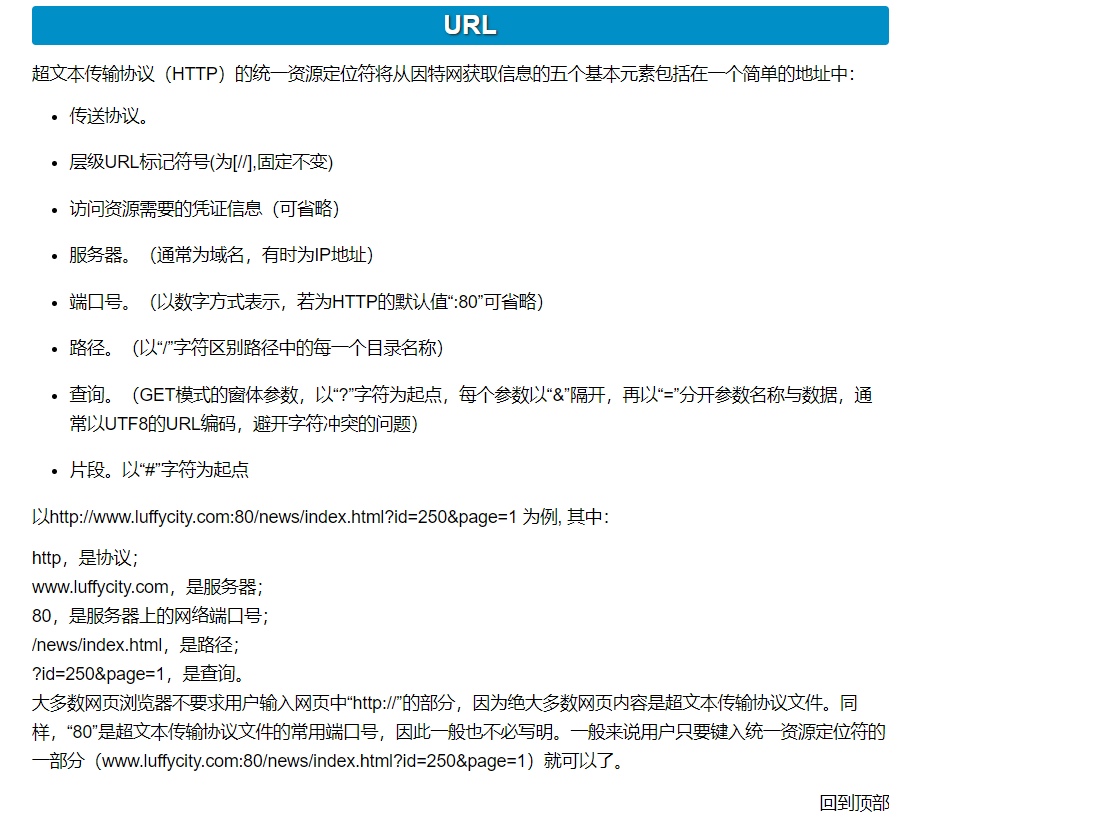 URL
超文本传输协议（HTTP）的统一资源定位符将从因特网获取信息的五个基本元素包括在一个简单的地址中：
• 传送协议。
• 层级URL标记符号(为[//],固定不变)
• 访问资源需要的凭证信息（可省略）
• 服务器。（通常为域名，有时为IP地址）
• 端口号。（以数字方式表示，若为HTTP的默认值“:80”可省略）
• 路径。（以“/”字符区别路径中的每一个目录名称）
• 查询。（GET模式的窗体参数，以“?”字符为起点，每个参数以“&”隔开，再以“=”分开参数名称与数据，通
常以UTF8的URL编码，避开字符冲突的问题）
• 片段。以“#”字符为起点
以http://www.luffycity.com:80/news/index.html?id=250&page=1 为例, 其中：
http，是协议；
www.luffycity.com，是服务器；
80，是服务器上的网络端口号；
/news/index.html，是路径；
?id=250&page=1，是查询。
大多数网页浏览器不要求用户输入网页中“http://”的部分，因为绝大多数网页内容是超文本传输协议文件。同
样，“80”是超文本传输协议文件的常用端口号，因此一般也不必写明。一般来说用户只要键入统一资源定位符的
一部分（www.luffycity.com:80/news/index.html?id=250&page=1）就可以了。
回到顶部